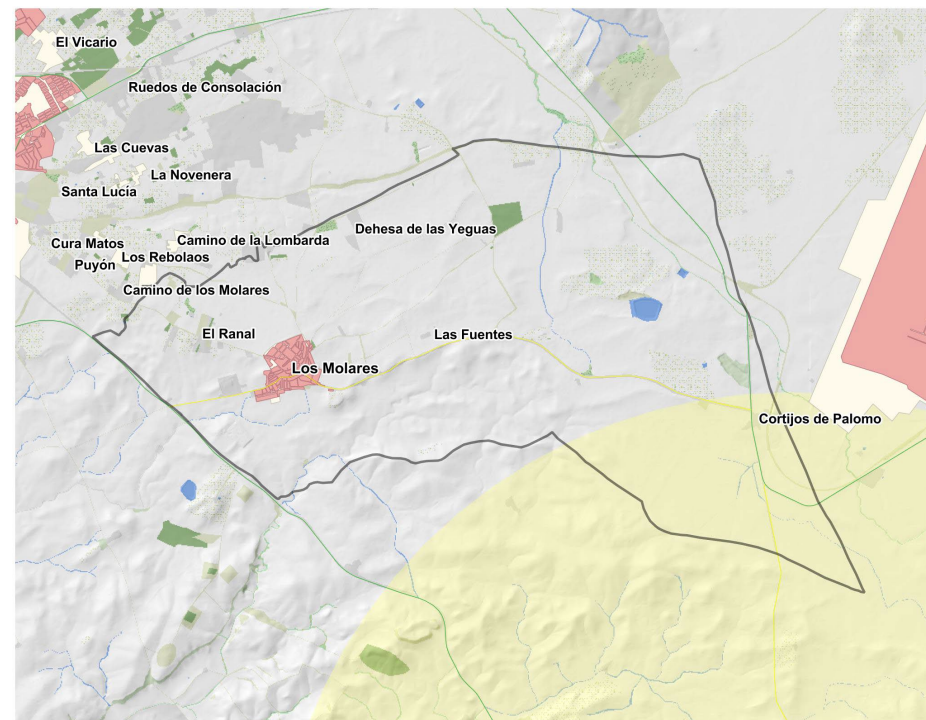 El Vicario
Ruedos de Consolación
Las Cuevas
La Novenera
Santa Lucía
Dehesa de las Yeguas
Cura Matos
Camino de la Lombarda
Los Rebolaos
Puyón
Camino de los Molares
El Ranal
Las Fuentes
Los Molares
Cortijos de Palomo